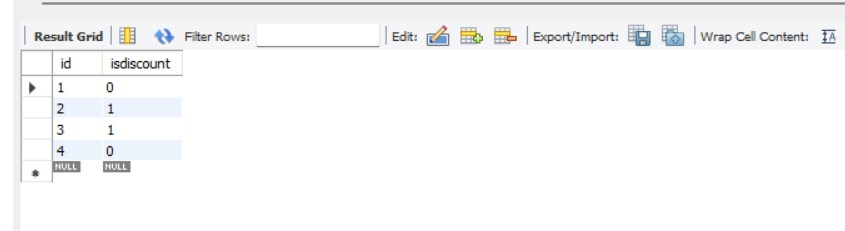 Result Grid Filter Rows: Edit: Export/Import: Wrap Cell Content: IA
id isdiscount
1 0
2 1
3 1
4 0
NULL NULL